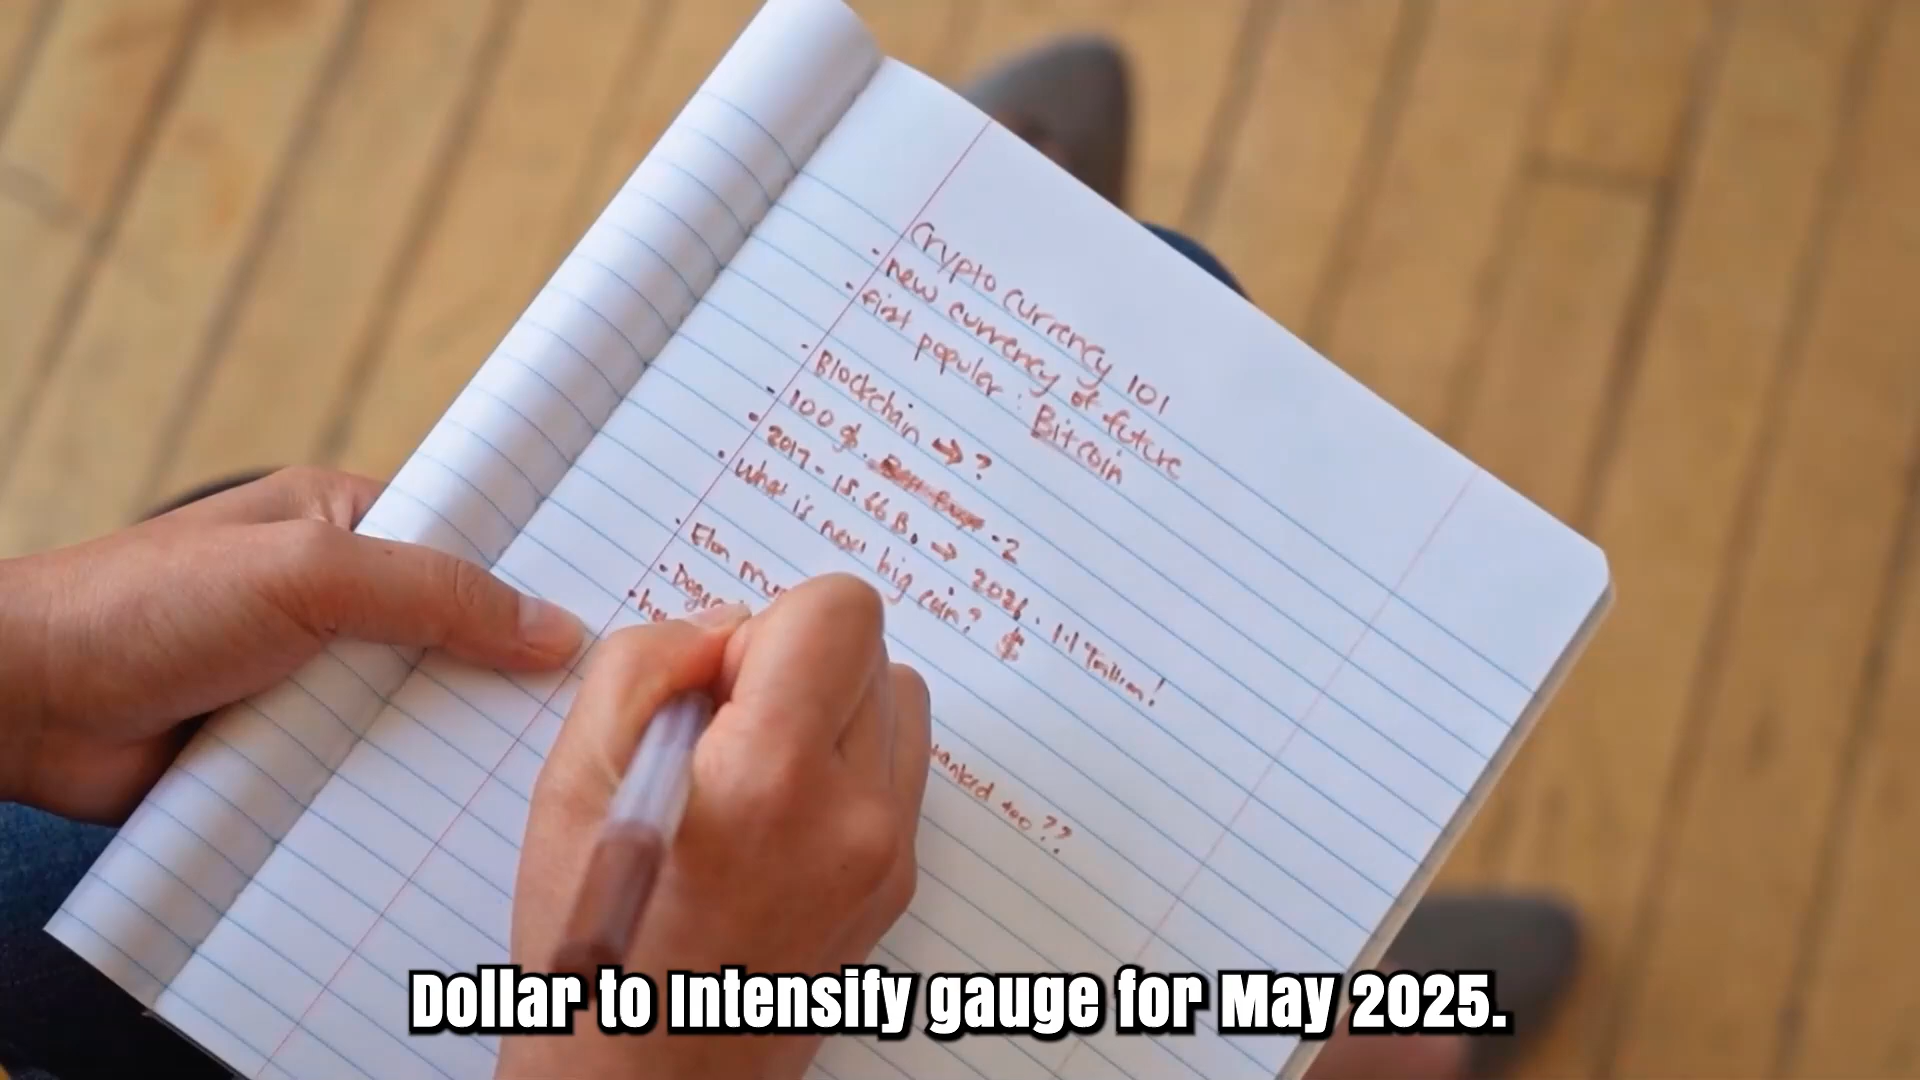 Crypto Currency 101
- new currency of future
- first popular : Bitcoin
- Blockchain → ?
- 100 $. -2
- 2017 - 15.66 B. → 2021 . 1.1 Trillion!
- What is next big coin? $
- Elon
-
-
too??
Dollar to Intensify gauge for May 2025.